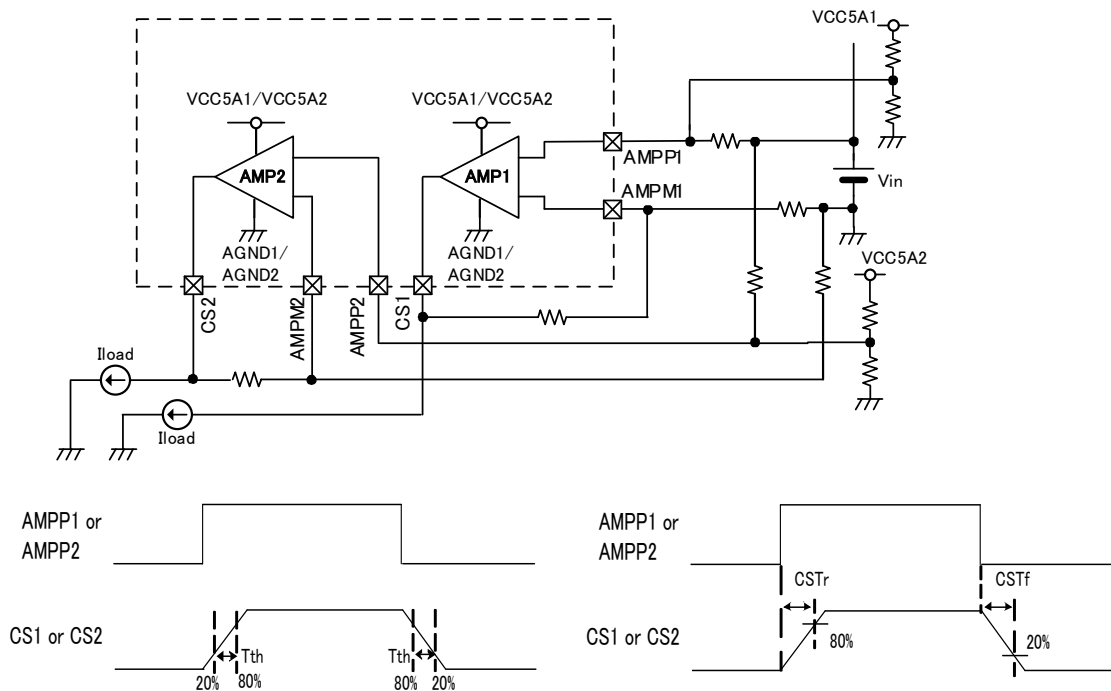 VCC5A1
VCC5A1/VCC5A2
VCC5A1/VCC5A2
AMP2
AMP1
AMPP1
AMPM1
Vin
AGND1/
AGND2
AGND1/
AGND2
VCC5A2
CS2
AMPM2
AMPP2
CS1
Iload
Iload
AMPP1 or
AMPP2
CS1 or CS2
Tth
20%
80%
Tth
80%
20%
AMPP1 or
AMPP2
CS1 or CS2
CSTr
80%
CSTf
20%